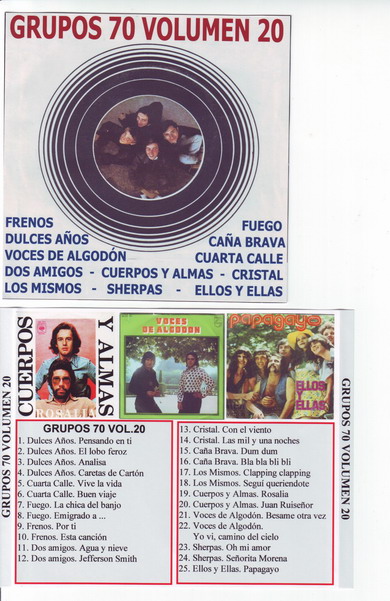 GRUPOS 70 VOLUMEN 20
FRENOS
FUEGO
DULCES AÑOS
CAÑA BRAVA
VOCES DE ALGODÓN
CUARTA CALLE
DOS AMIGOS - CUERPOS Y ALMAS - CRISTAL
LOS MISMOS - SHERPAS - ELLOS Y ELLAS
GRUPOS 70 VOLUMEN 20
CUERPOS
Y ALMAS
ROSALIA
VOCES
DE ALGODON
papagayo
ELLOS
Y
ELLAS
GRUPOS 70 VOLUMEN 20
GRUPOS 70 VOL.20
1. Dulces Años. Pensando en ti
2. Dulces Años. El lobo feroz
3. Dulces Años. Analisa
4. Dulces Años. Caretas de Cartón
5. Cuarta Calle. Vive la vida
6. Cuarta Calle. Buen viaje
7. Fuego. La chica del banjo
8. Fuego. Emigrado a ...
9. Frenos. Por ti
10. Frenos. Esta canción
11. Dos amigos. Agua y nieve
12. Dos amigos. Jefferson Smith
13. Cristal. Con el viento
14. Cristal. Las mil y una noches
15. Caña Brava. Dum dum
16. Caña Brava. Bla bla bli bli
17. Los Mismos. Clapping clapping
18. Los Mismos. Seguí queriendote
19. Cuerpos y Almas. Rosalia
20. Cuerpos y Almas. Juan Ruiseñor
21. Voces de Algodón. Besame otra vez
22. Voces de Algodón.
Yo vi, camino del cielo
23. Sherpas. Oh mi amor
24. Sherpas. Señorita Morena
25. Ellos y Ellas. Papagayo